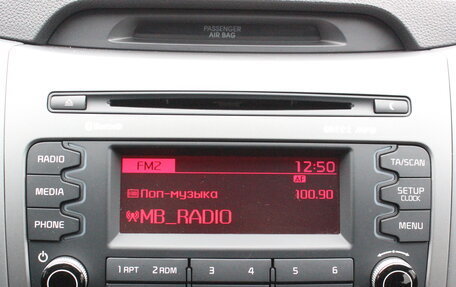 PASSENGER
AIR BAG
Bluetooth
RADIO
FM2 12:50
TA/SCAN
AF
MEDIA
Поп-музыка 100.90
SETUP
CLOCK
MB_RADIO
PHONE
MENU
1 RPT 2 RDM 3 4 5 6